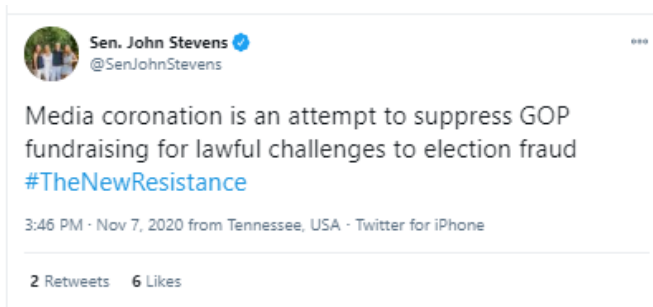 Sen. John Stevens
@SenJohnStevens
Media coronation is an attempt to suppress GOP
fundraising for lawful challenges to election fraud
#TheNewResistance
3:46 PM · Nov 7, 2020 from Tennessee, USA · Twitter for iPhone
2 Retweets 6 Likes